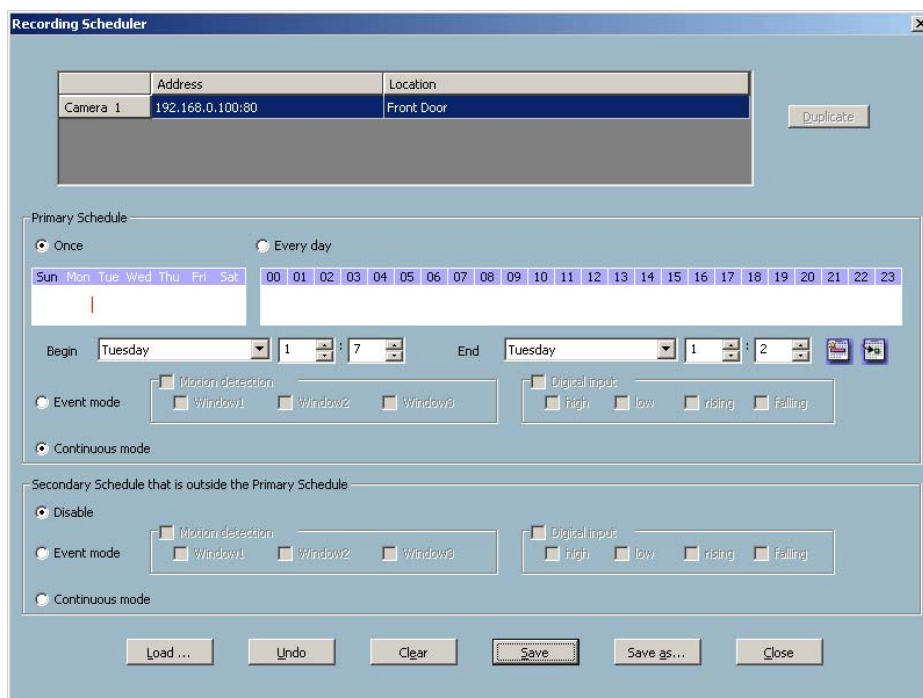 Recording Scheduler
Address Location
Camera 1 192.168.0.100:80 Front Door
Duplicate
Primary Schedule
Once Every day
Sun Mon Tue Wed Thu Fri Sat 00 01 02 03 04 05 06 07 08 09 10 11 12 13 14 15 16 17 18 19 20 21 22 23
Begin Tuesday 1 : 7 End Tuesday 1 : 2
Motion detection Digital input
Event mode Window1 Window2 Window3 high low rising falling
Continuous mode
Secondary Schedule that is outside the Primary Schedule
Disable
Motion detection Digital input
Event mode Window1 Window2 Window3 high low rising falling
Continuous mode
Load ... Undo Clear Save Save as... Close